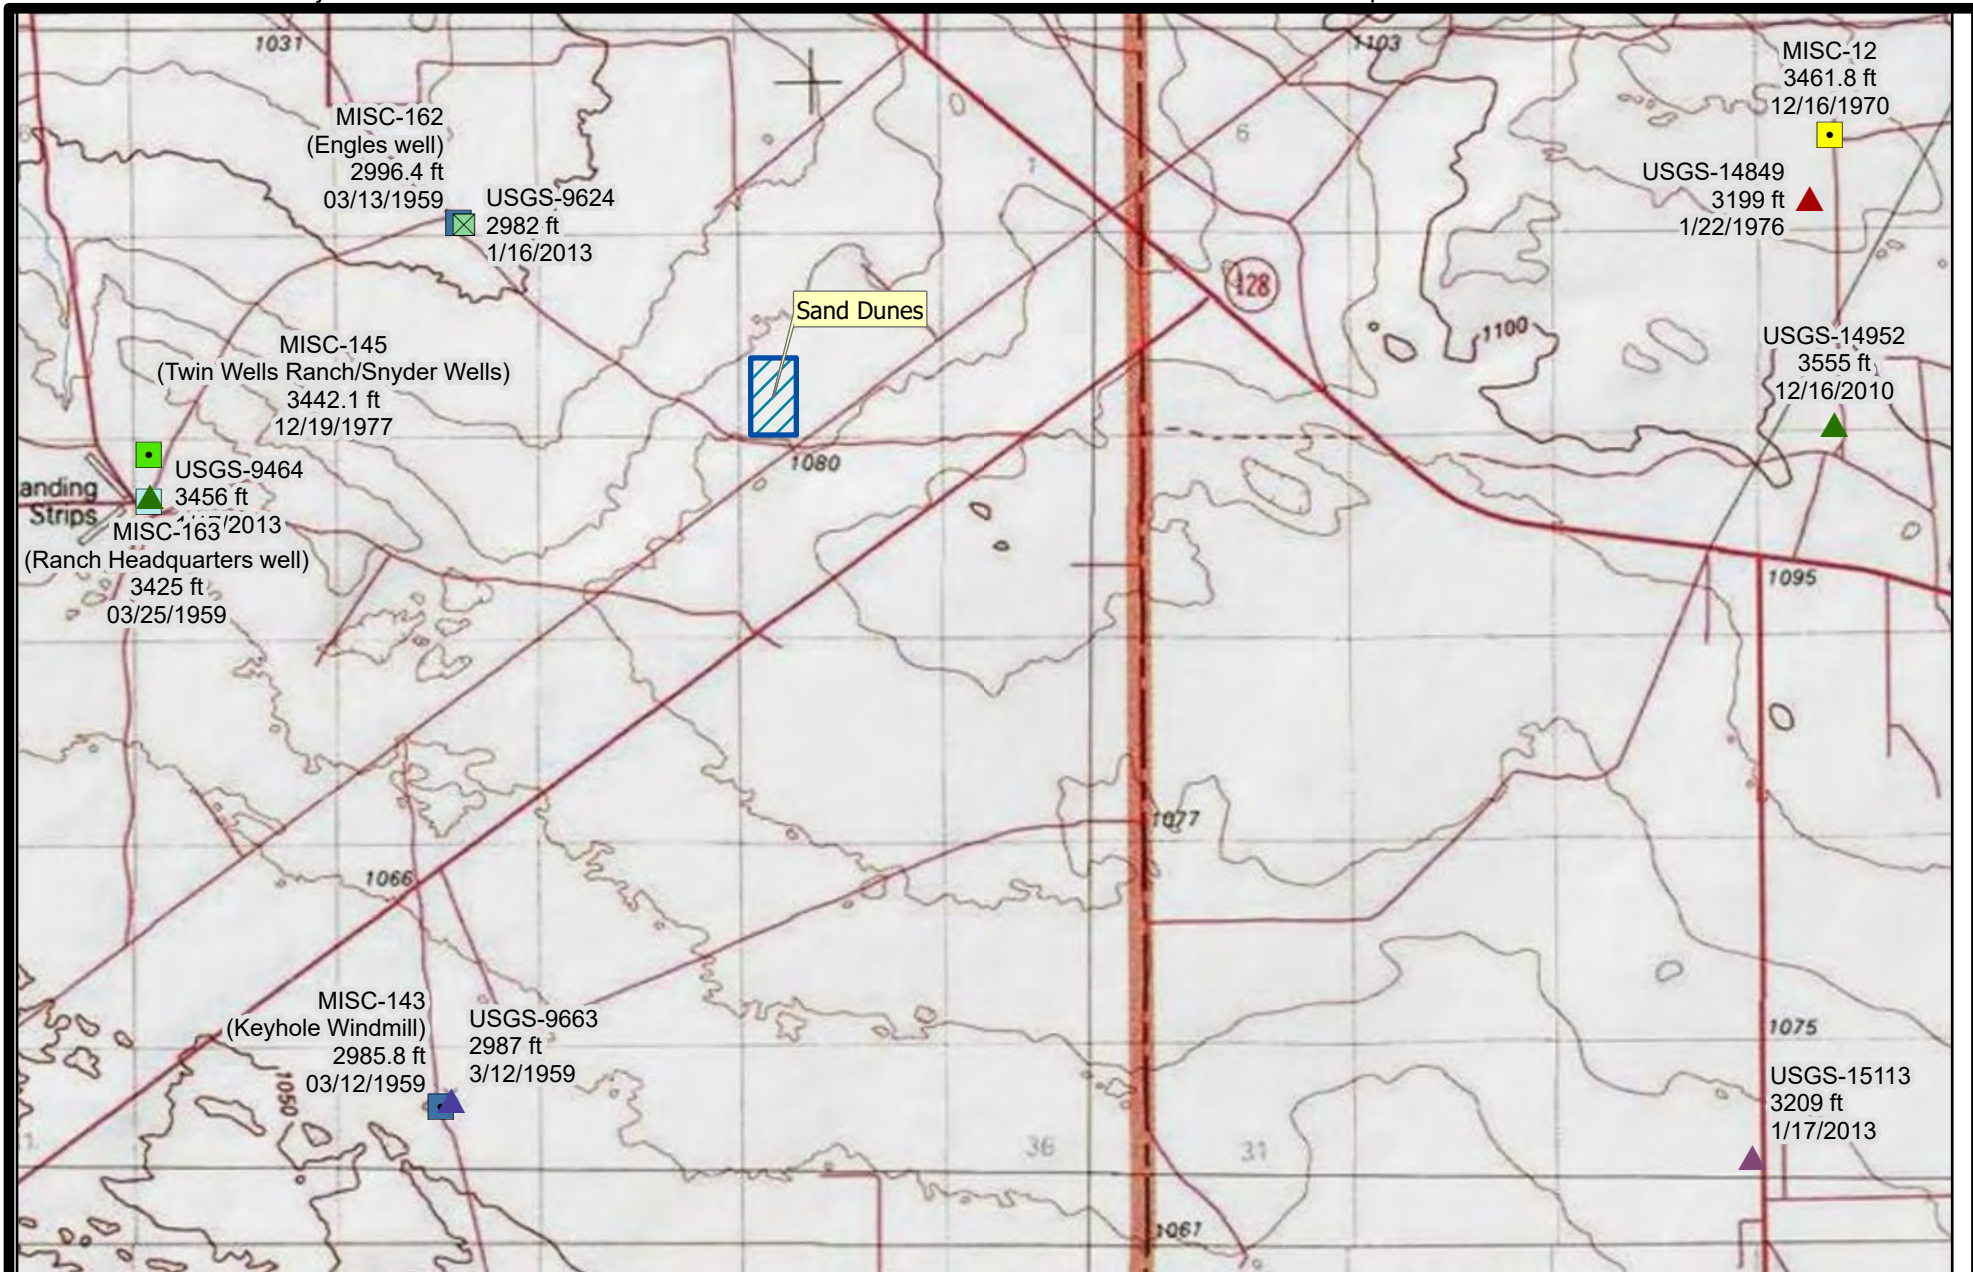 1031
1103
MISC-12
3461.8 ft
12/16/1970
MISC-162
(Engles well)
2996.4 ft
03/13/1959
6
1
USGS-14849
3199 ft
1/22/1976
USGS-9624
2982 ft
1/16/2013
128
Sand Dunes
1100
USGS-14952
3555 ft
12/16/2010
MISC-145
(Twin Wells Ranch/Snyder Wells)
3442.1 ft
12/19/1977
1080
USGS-9464
3456 ft
1/17/2013
anding
Strips
MISC-163
(Ranch Headquarters well)
3425 ft
03/25/1959
1095
1077
1066
MISC-143
(Keyhole Windmill)
2985.8 ft
03/12/1959
USGS-9663
2987 ft
3/12/1959
1050
1075
USGS-15113
3209 ft
1/17/2013
36
31
1061